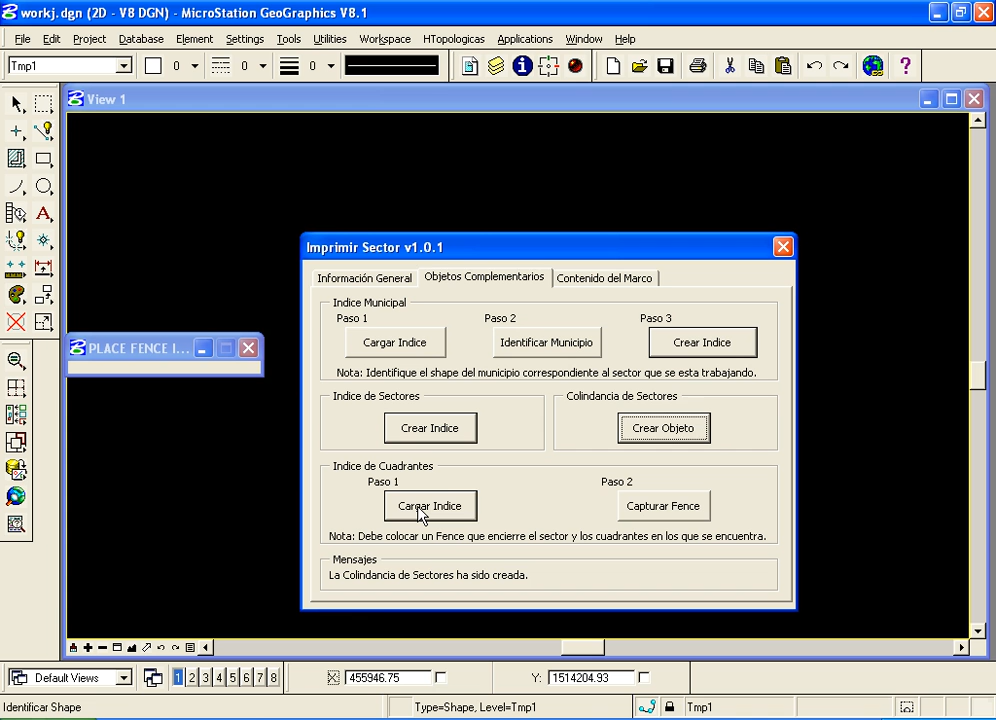 workj.dgn (2D - V8 DGN) - MicroStation GeoGraphics V8.1
File Edit Project Database Element Settings Tools Utilities Workspace HTopologicas Applications Window Help
Tmp1 0 0 0
View 1
PLACE FENCE I...
Imprimir Sector v1.0.1
Información General Objetos Complementarios Contenido del Marco
Indice Municipal
Paso 1 Paso 2 Paso 3
Cargar Indice Identificar Municipio Crear Indice
Nota: Identifique el shape del municipio correspondiente al sector que se esta trabajando.
Indice de Sectores Colindancia de Sectores
Crear Indice Crear Objeto
Indice de Cuadrantes
Paso 1 Paso 2
Cargar Indice Capturar Fence
Nota: Debe colocar un Fence que encierre el sector y los cuadrantes en los que se encuentra.
Mensajes
La Colindancia de Sectores ha sido creada.
Default Views 1 2 3 4 5 6 7 8 X: 455946.75 Y: 1514204.93
Identificar Shape Type=Shape, Level=Tmp1 Tmp1